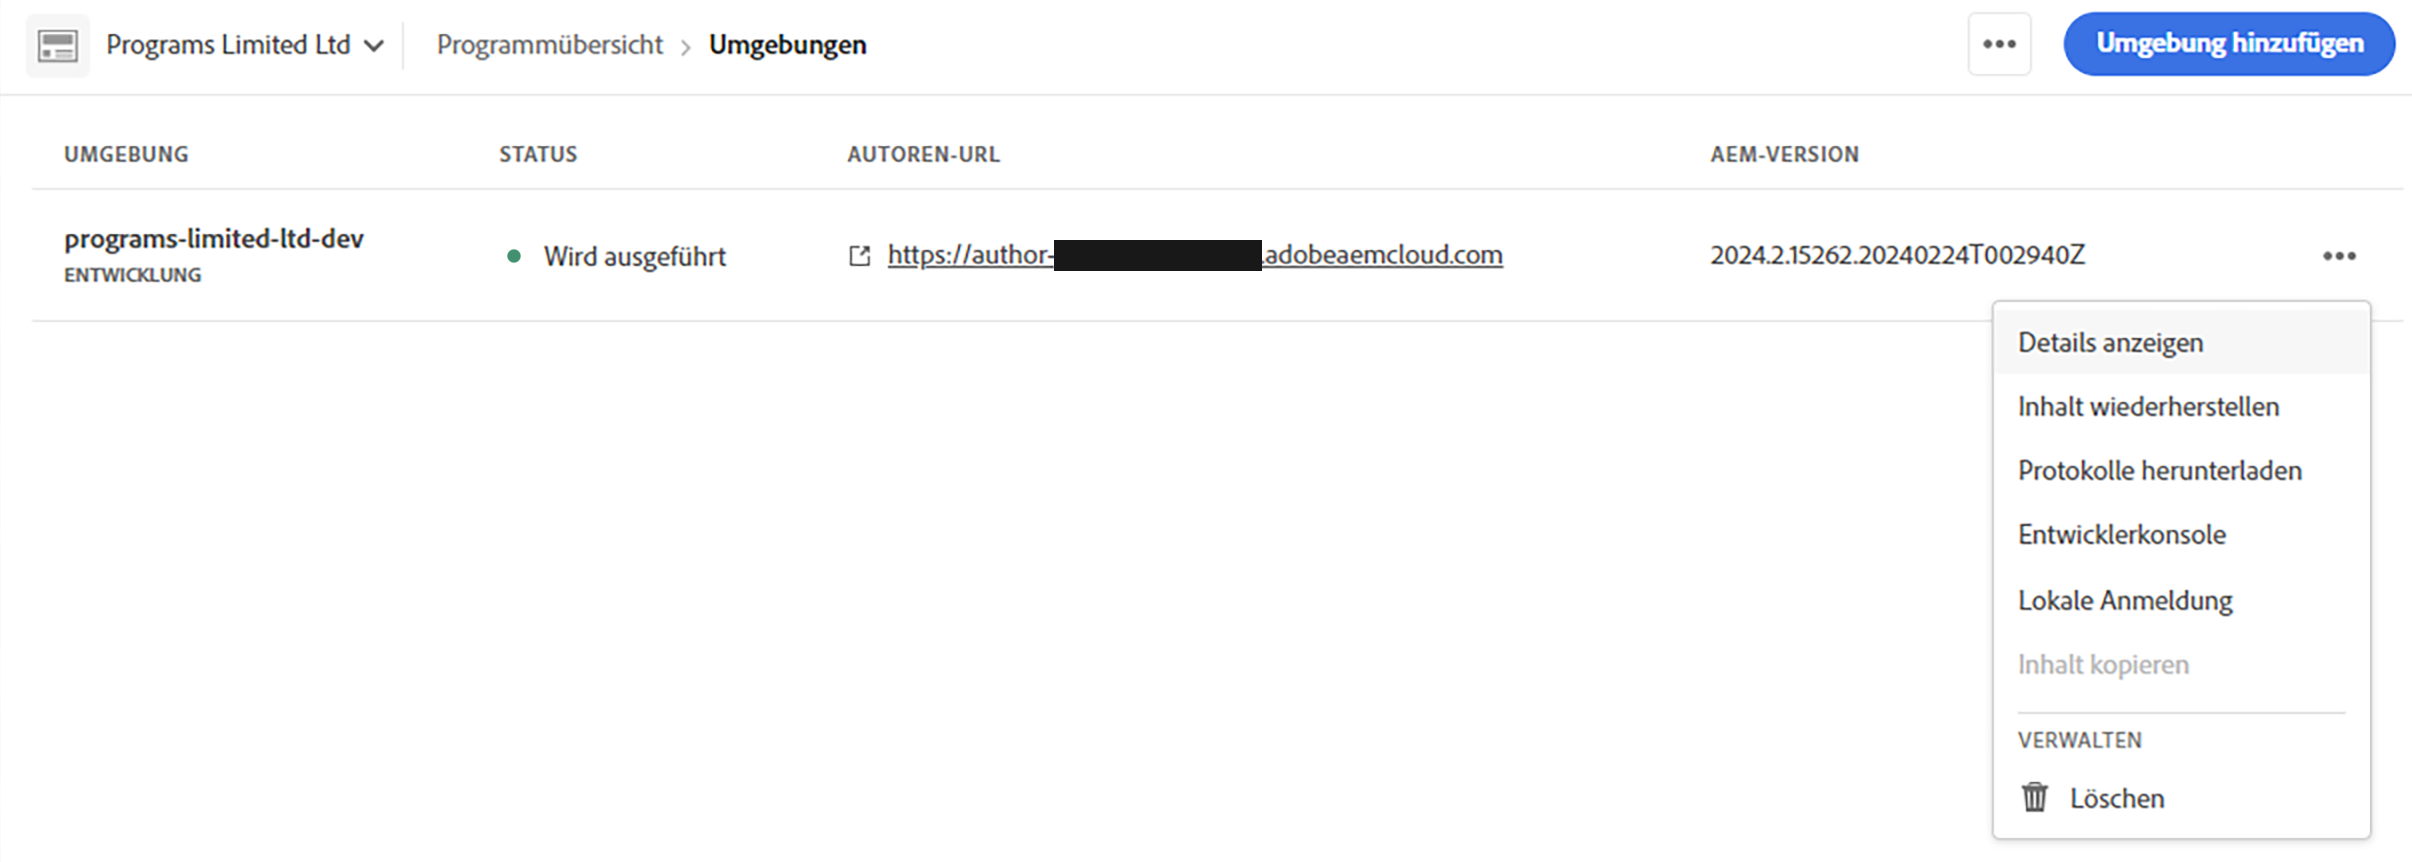 Programs Limited Ltd
Programmübersicht > Umgebungen
Umgebung hinzufügen
UMGEBUNG STATUS AUTOREN-URL AEM-VERSION
programs-limited-ltd-dev
ENTWICKLUNG
Wird ausgeführt
https://author-
.adobeaemcloud.com
2024.2.15262.20240224T002940Z
Details anzeigen
Inhalt wiederherstellen
Protokolle herunterladen
Entwicklerkonsole
Lokale Anmeldung
Inhalt kopieren
VERWALTEN
Löschen